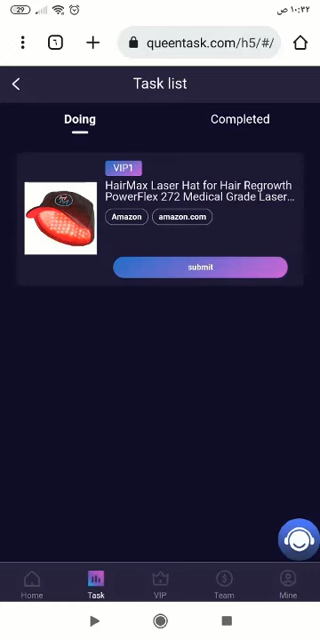 29
١٠:٣٢ ص
queentask.com/h5/#/
Task list
Doing
Completed
VIP1
HairMax Laser Hat for Hair Regrowth
PowerFlex 272 Medical Grade Laser...
Amazon
amazon.com
submit
Home
Task
VIP
Team
Mine